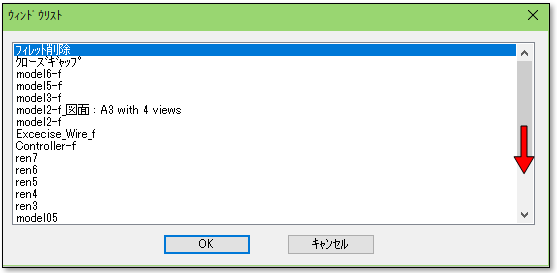 ｳｨﾝﾄﾞｳﾘｽﾄ
フィレット削除
ｸﾛｰｽﾞｷﾞｬｯﾌﾟ
model6-f
model5-f
model3-f
model2-f_図面 : A3 with 4 views
model2-f
Excecise_Wire_f
Controller-f
ren7
ren6
ren5
ren4
ren3
model05
OK
ｷｬﾝｾﾙ